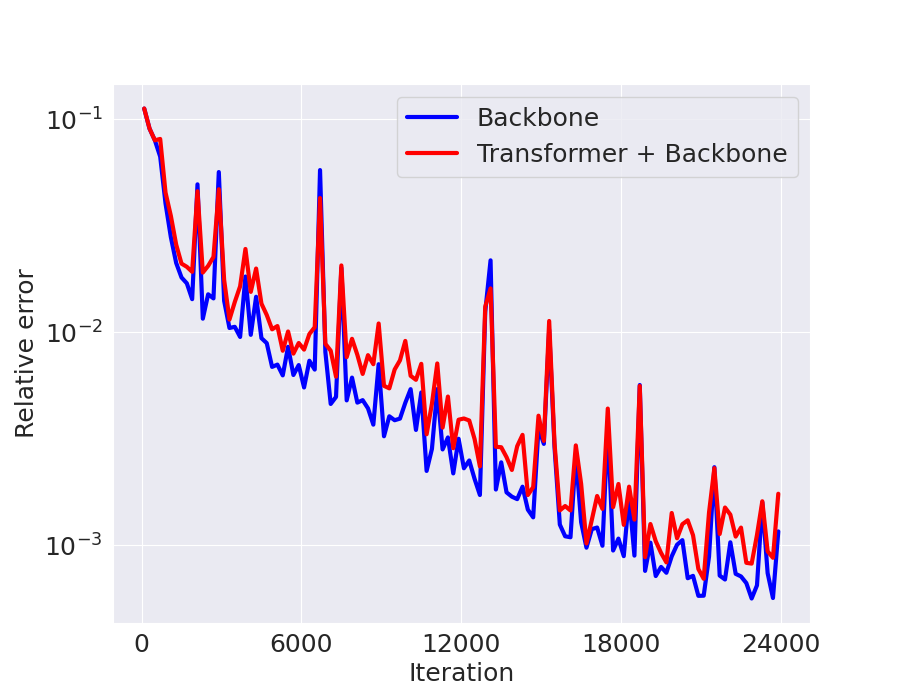 Backbone
Transformer + Backbone
10⁻¹
10⁻²
10⁻³
Relative error
0 6000 12000 18000 24000
Iteration